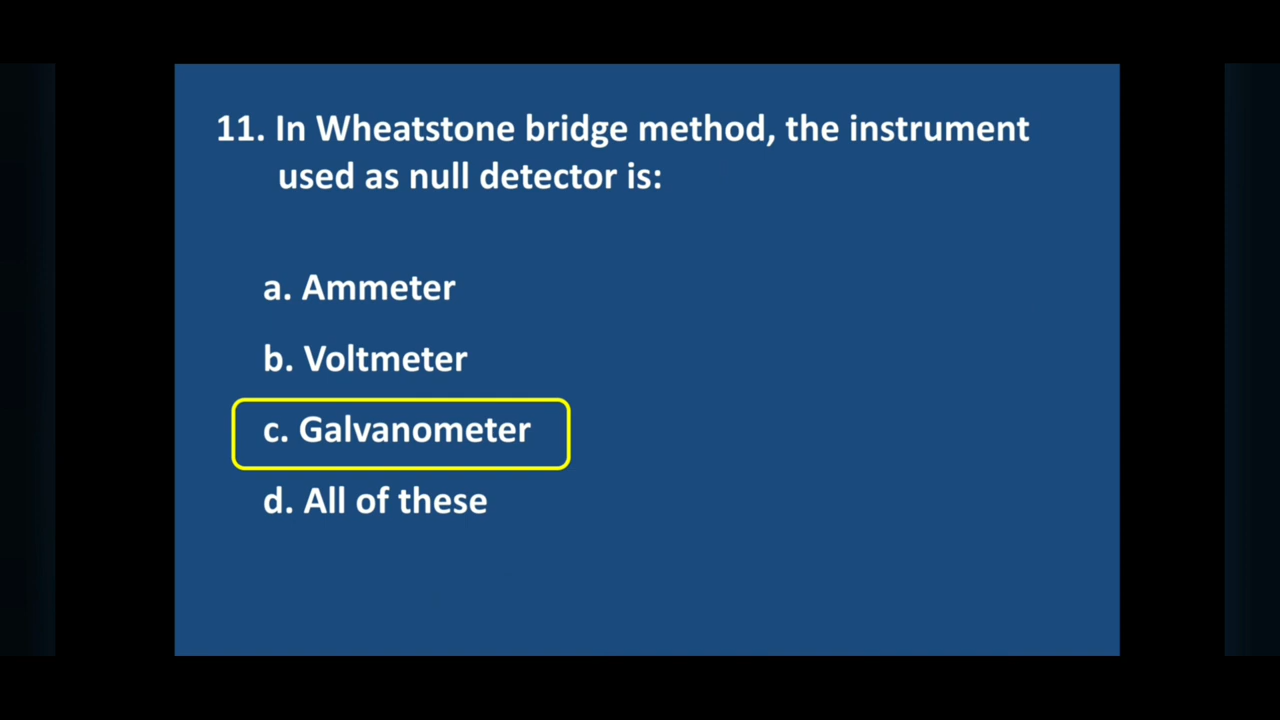 11. In Wheatstone bridge method, the instrument
used as null detector is:
a. Ammeter
b. Voltmeter
c. Galvanometer
d. All of these